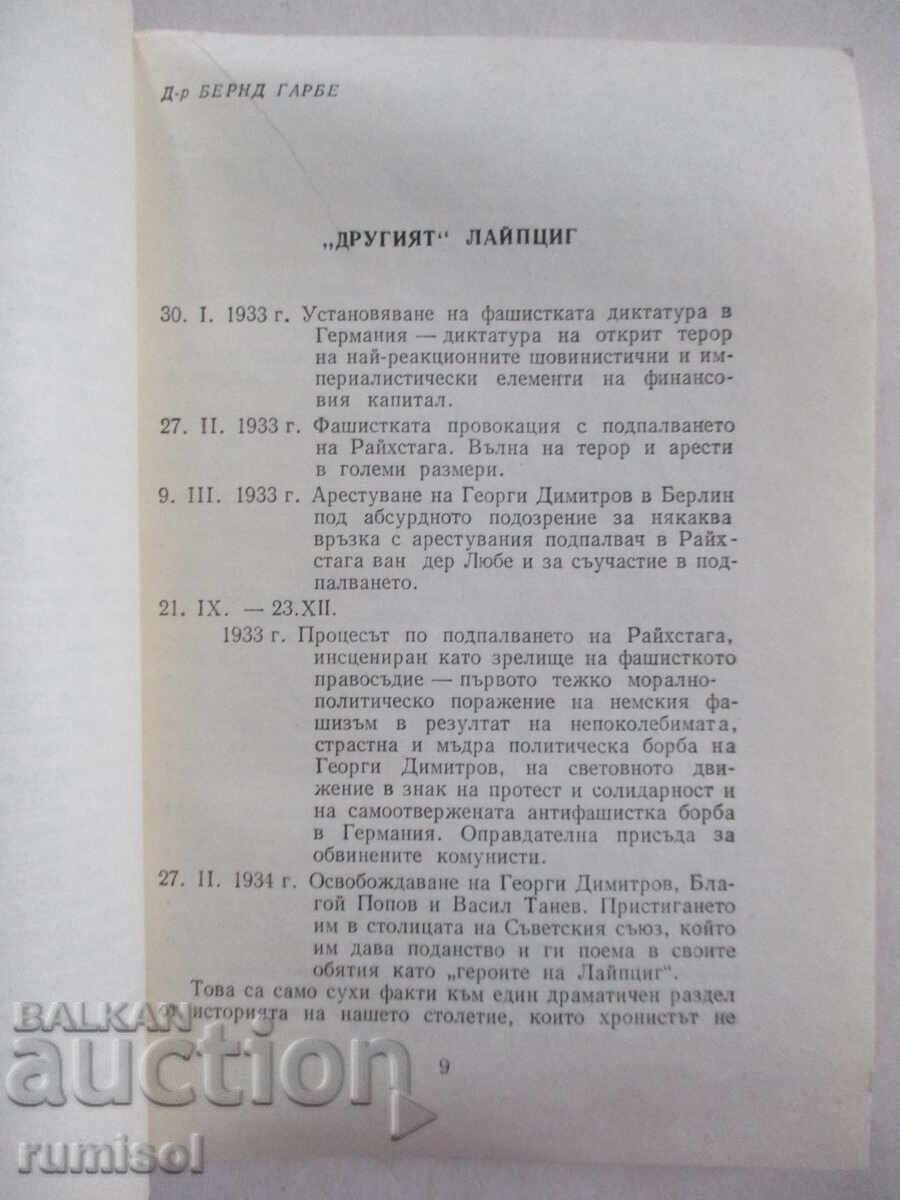 Д-р БЕРНД ГАРБЕ
„ДРУГИЯТ“ ЛАЙПЦИГ
30. I. 1933 г. Установяване на фашистката диктатура в
Германия — диктатура на открит терор
на най-реакционните шовинистични и им-
периалистически елементи на финансо-
вия капитал.
27. II. 1933 г. Фашистката провокация с подпалването
на Райхстага. Вълна на терор и арести
в големи размери.
9. III. 1933 г. Арестуване на Георги Димитров в Берлин
под абсурдното подозрение за някаква
връзка с арестувания подпалвач в Райх-
стага ван дер Любе и за съучастие в под-
палването.
21. IX. — 23.XII.
1933 г. Процесът по подпалването на Райхстага,
инсцениран като зрелище на фашисткото
правосъдие — първото тежко морално-
политическо поражение на немския фа-
шизъм в резултат на непоколебимата,
страстна и мъдра политическа борба на
Георги Димитров, на световното дви-
жение в знак на протест и солидарност и
на самоотвержената антифашистка борба
в Германия. Оправдателна присъда за
обвинените комунисти.
27. II. 1934 г. Освобождаване на Георги Димитров, Бла-
гой Попов и Васил Танев. Пристигането
им в столицата на Съветския съюз, който
им дава поданство и ги поема в своите
обятия като „героите на Лайпциг“.
Това са само сухи факти към един драматичен раздел
историята на нашето столетие, които хронистът не
9
BALKAN
auction
rumisol